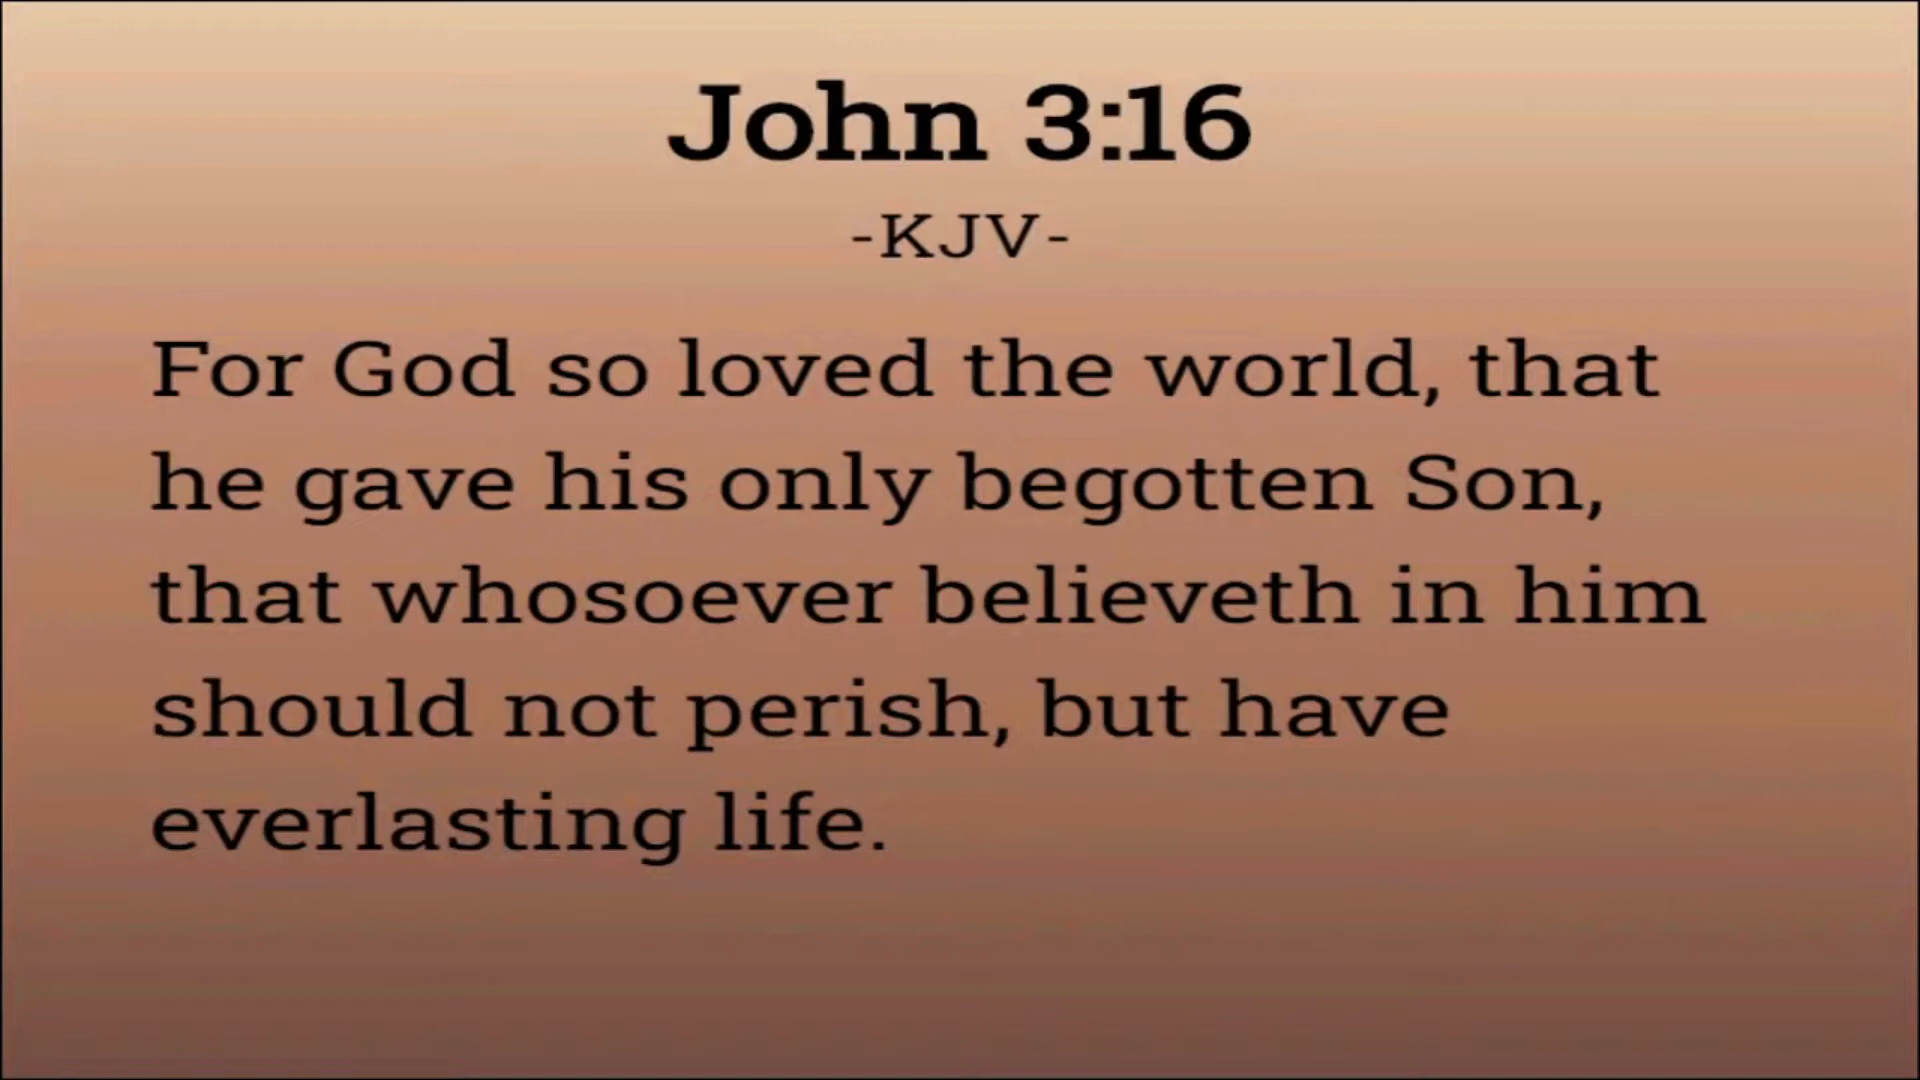 John 3:16
-KJV-
For God so loved the world, that
he gave his only begotten Son,
that whosoever believeth in him
should not perish, but have
everlasting life.